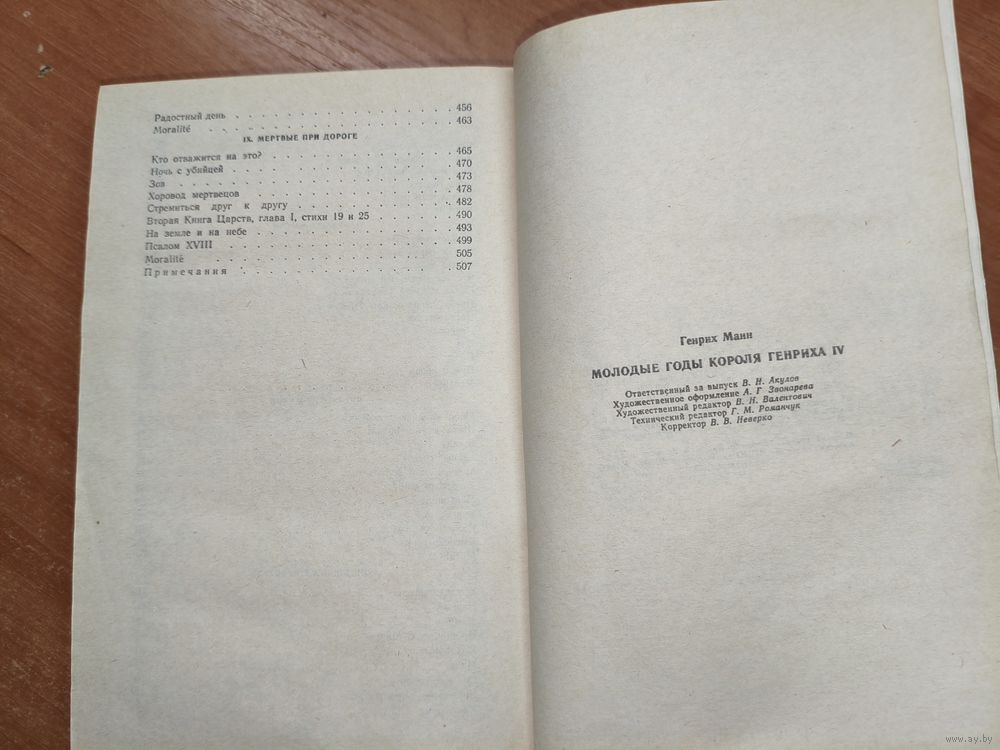 Радостный день . . . . . . . . . . . . . . 456
Moralité . . . . . . . . . . . . . . 463
IX. МЕРТВЫЕ ПРИ ДОРОГЕ
Кто отважится на это? . . . . . . . . . . . . 465
Ночь с убийцей . . . . . . . . . . . . . . 470
Зов . . . . . . . . . . . . . . . . 473
Хоровод мертвецов . . . . . . . . . . . . . 478
Стремиться друг к другу . . . . . . . . . . 482
Вторая Книга Царств, глава I, стихи 19 и 25 . . . . . 490
На земле и на небе . . . . . . . . . . . . 493
Псалом XVIII . . . . . . . . . . . . . . 499
Moralité . . . . . . . . . . . . . . 505
Примечания . . . . . . . . . . . . . . 507
Генрих Манн
МОЛОДЫЕ ГОДЫ КОРОЛЯ ГЕНРИХА IV
Ответственный за выпуск В. Н. Акулов
Художественное оформление А. Г Звонарева
Художественный редактор В. Н. Валентович
Технический редактор Г. М. Романчук
Корректор В. В. Неверко
www.ay.by